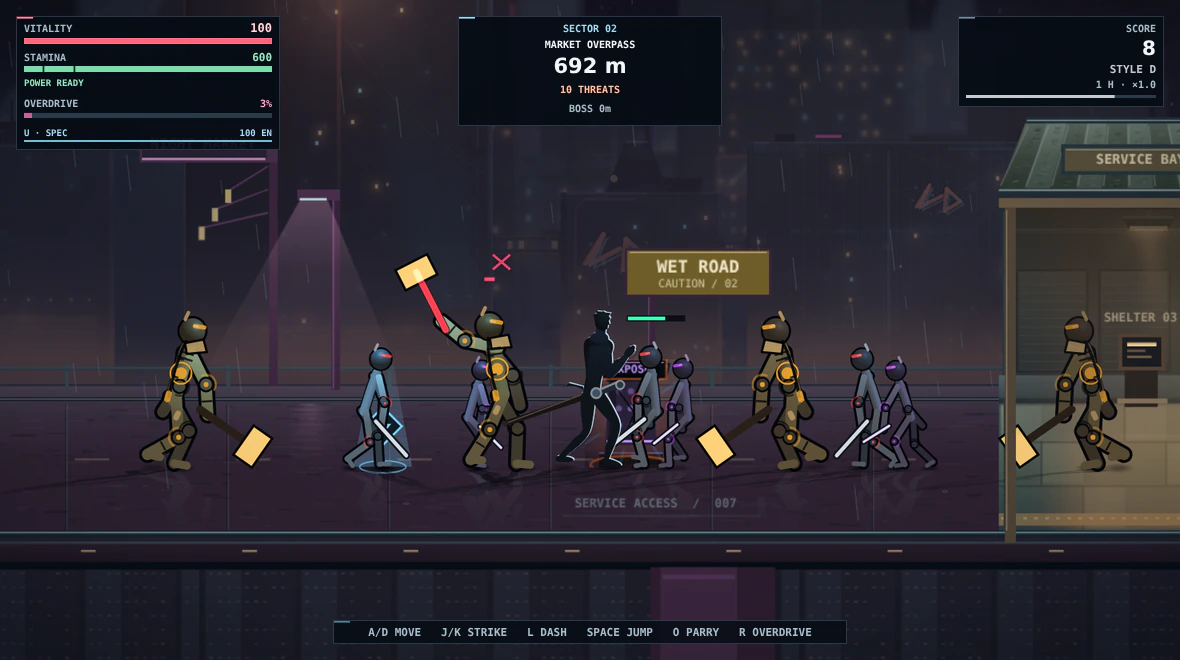 VITALITY 100
STAMINA 600
POWER READY
OVERDRIVE 3%
U · SPEC 100 EN
SECTOR 02
MARKET OVERPASS
692 m
10 THREATS
BOSS 0m
SCORE
8
STYLE D
1 H · ×1.0
SERVICE BAY
WET ROAD
CAUTION / 02
SHELTER 03
SERVICE ACCESS / 007
A/D MOVE J/K STRIKE L DASH SPACE JUMP O PARRY R OVERDRIVE